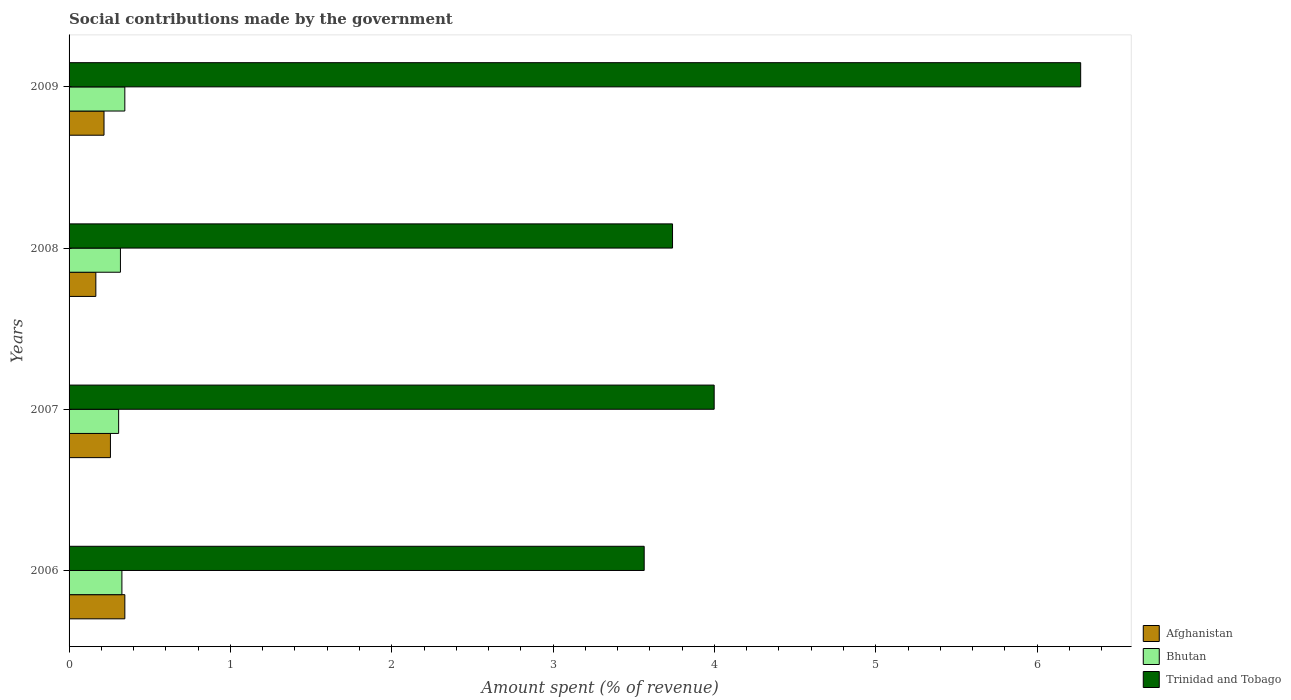 Social contributions made by the government
2009
2008
2007
2006
Years
0 1 2 3 4 5 6
Amount spent (% of revenue)
Afghanistan
Bhutan
Trinidad and Tobago